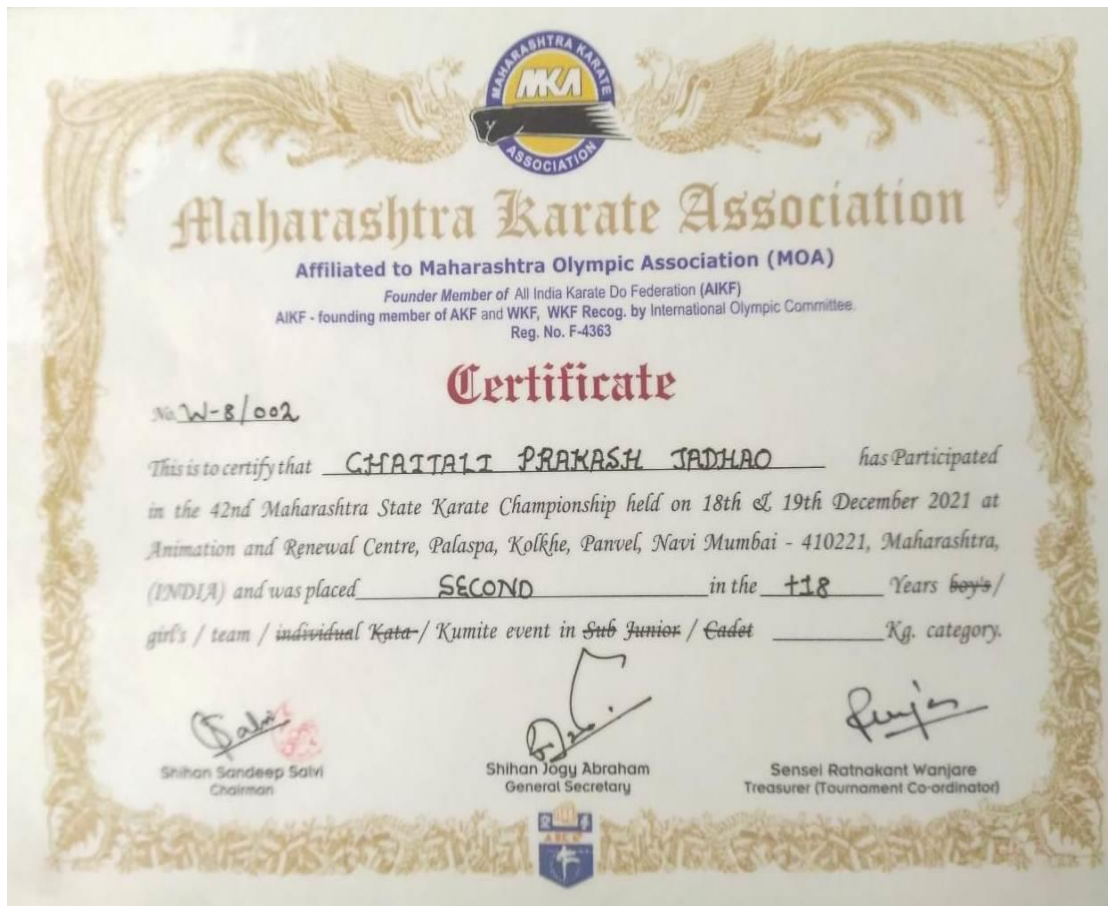 MAHARASHTRA KARATE
MKA
ASSOCIATION
Maharashtra Karate Association
Affiliated to Maharashtra Olympic Association (MOA)
Founder Member of All India Karate Do Federation (AIKF)
AIKF - founding member of AKF and WKF, WKF Recog. by International Olympic Committee.
Reg. No. F-4363
Certificate
No. W-8/002
This is to certify that CHAITALI PRAKASH JADHAO has Participated
in the 42nd Maharashtra State Karate Championship held on 18th & 19th December 2021 at
Animation and Renewal Centre, Palaspa, Kolkhe, Panvel, Navi Mumbai - 410221, Maharashtra,
(INDIA) and was placed SECOND in the +18 Years boy's /
girl's / team / individual Kata / Kumite event in Sub Junior / Cadet ________ Kg. category.
Shihan Sandeep Salvi
Chairman
Shihan Jogy Abraham
General Secretary
Sensei Ratnakant Wanjare
Treasurer (Tournament Co-ordinator)